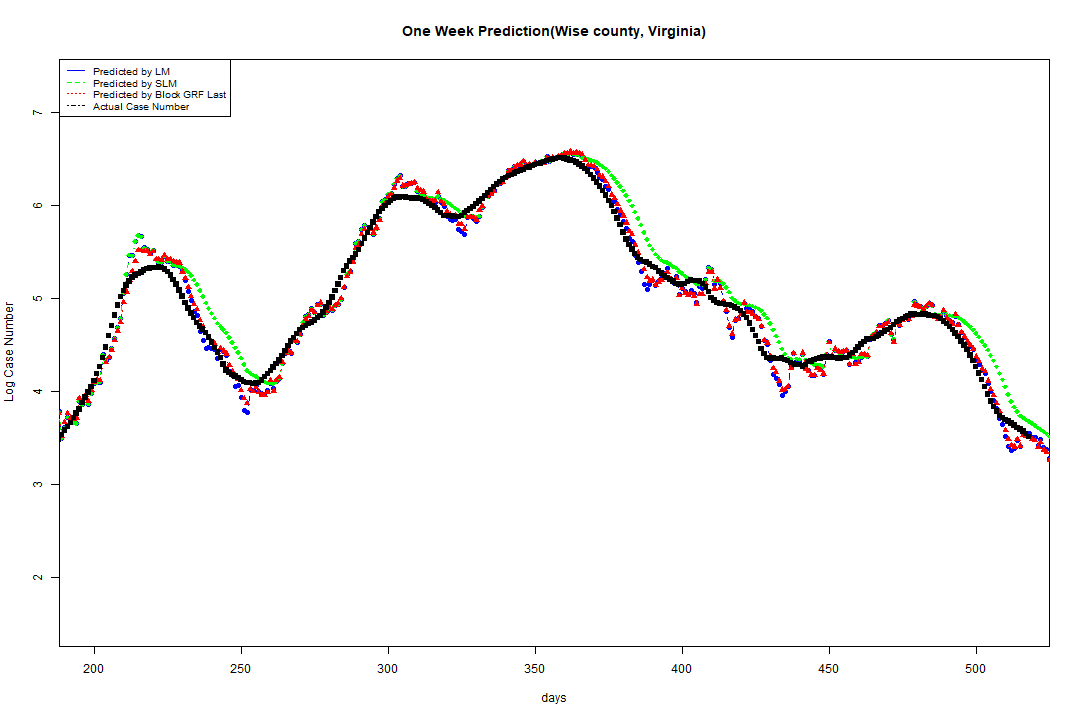 One Week Prediction(Wise county, Virginia)
Predicted by LM
Predicted by SLM
Predicted by Block GRF Last
Actual Case Number
Log Case Number
7
6
5
4
3
2
200 250 300 350 400 450 500
days